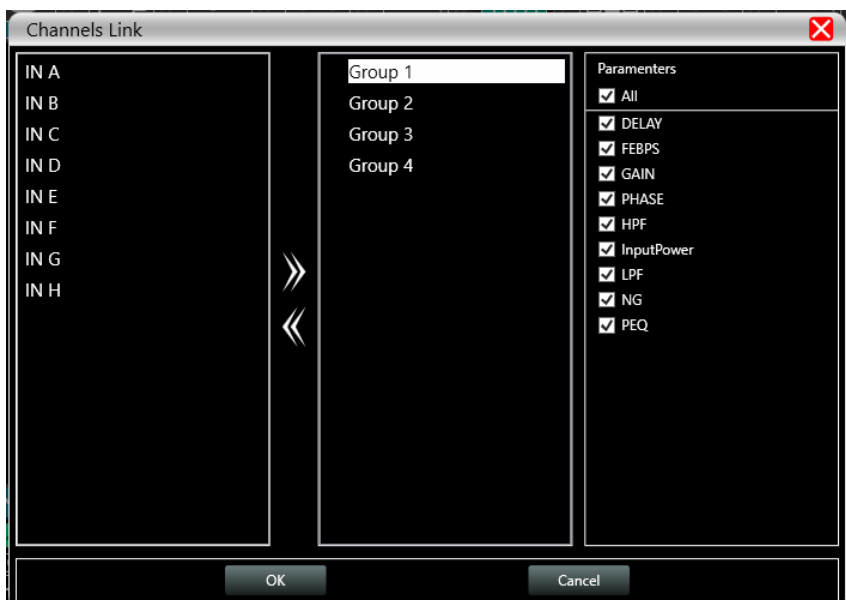 Channels Link
IN A
IN B
IN C
IN D
IN E
IN F
IN G
IN H
Group 1
Group 2
Group 3
Group 4
Paramenters
All
DELAY
FEBPS
GAIN
PHASE
HPF
InputPower
LPF
NG
PEQ
OK
Cancel